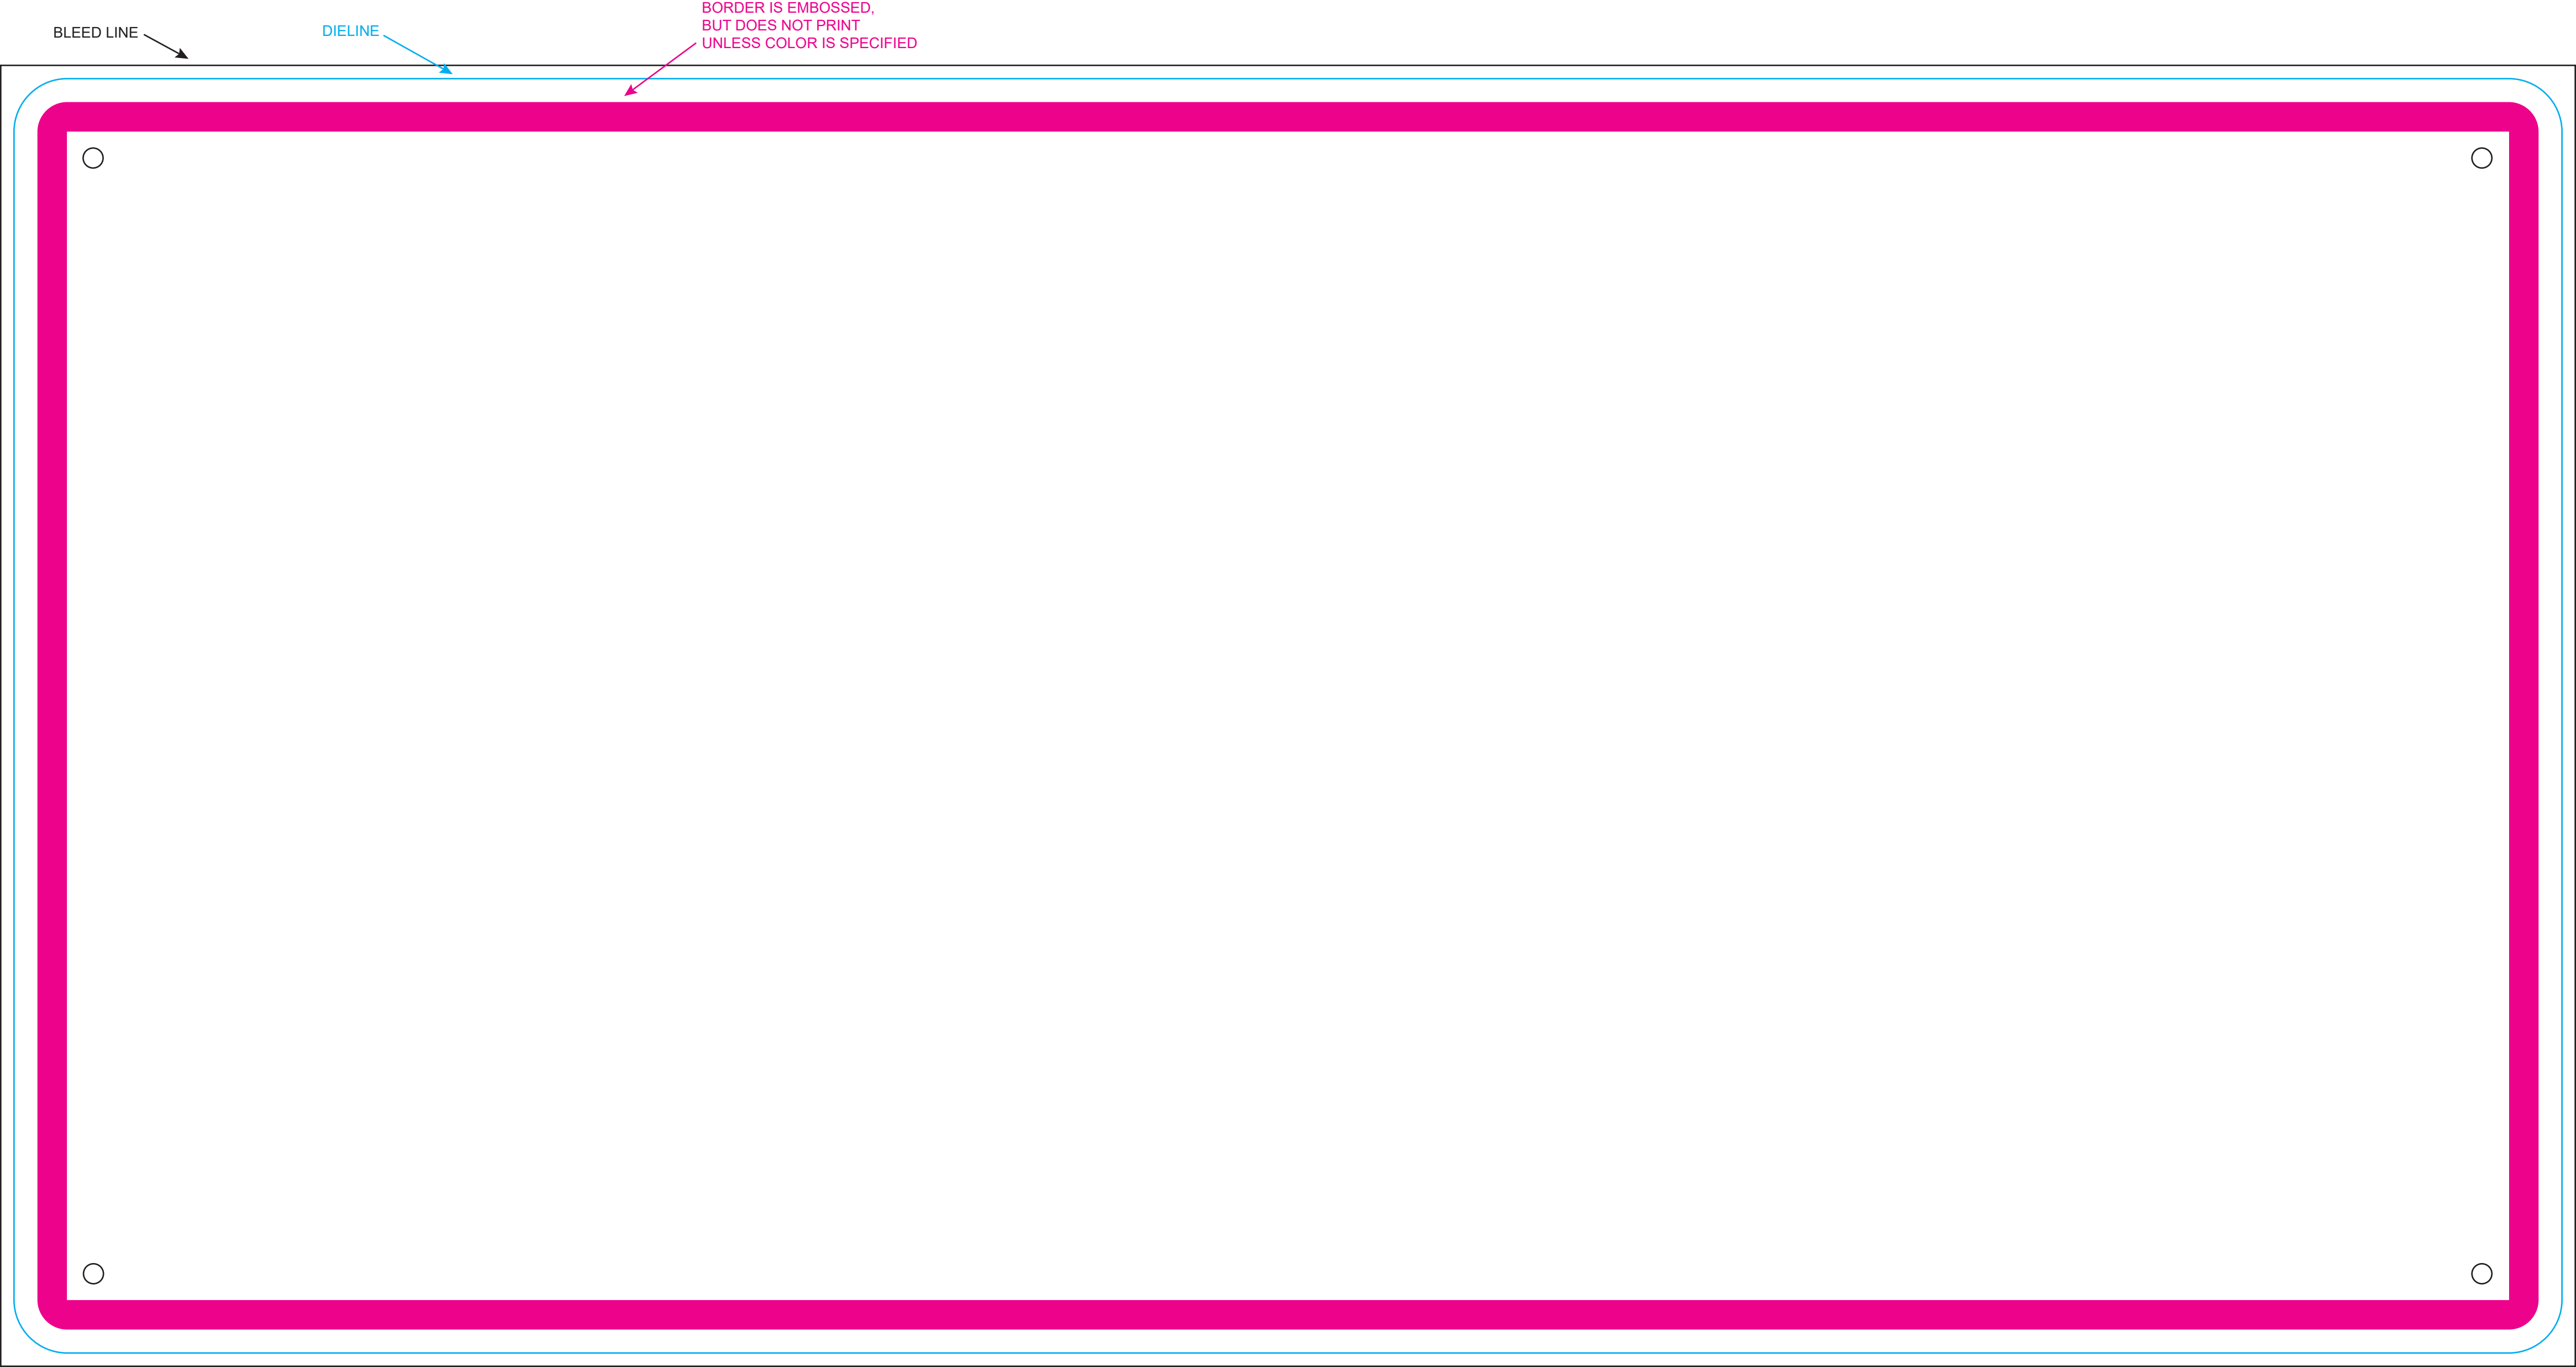 BORDER IS EMBOSSED,
BUT DOES NOT PRINT
UNLESS COLOR IS SPECIFIED
BLEED LINE
DIELINE